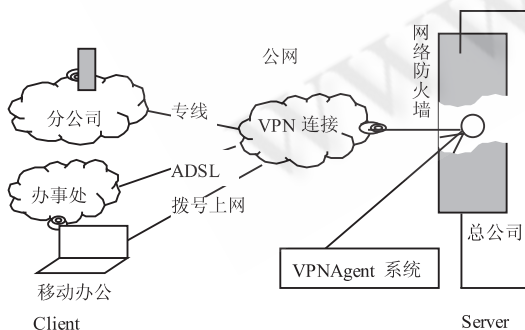 公网
网络防火墙
分公司
专线
VPN 连接
ADSL
办事处
拨号上网
总公司
VPNAgent 系统
移动办公
Client
Server